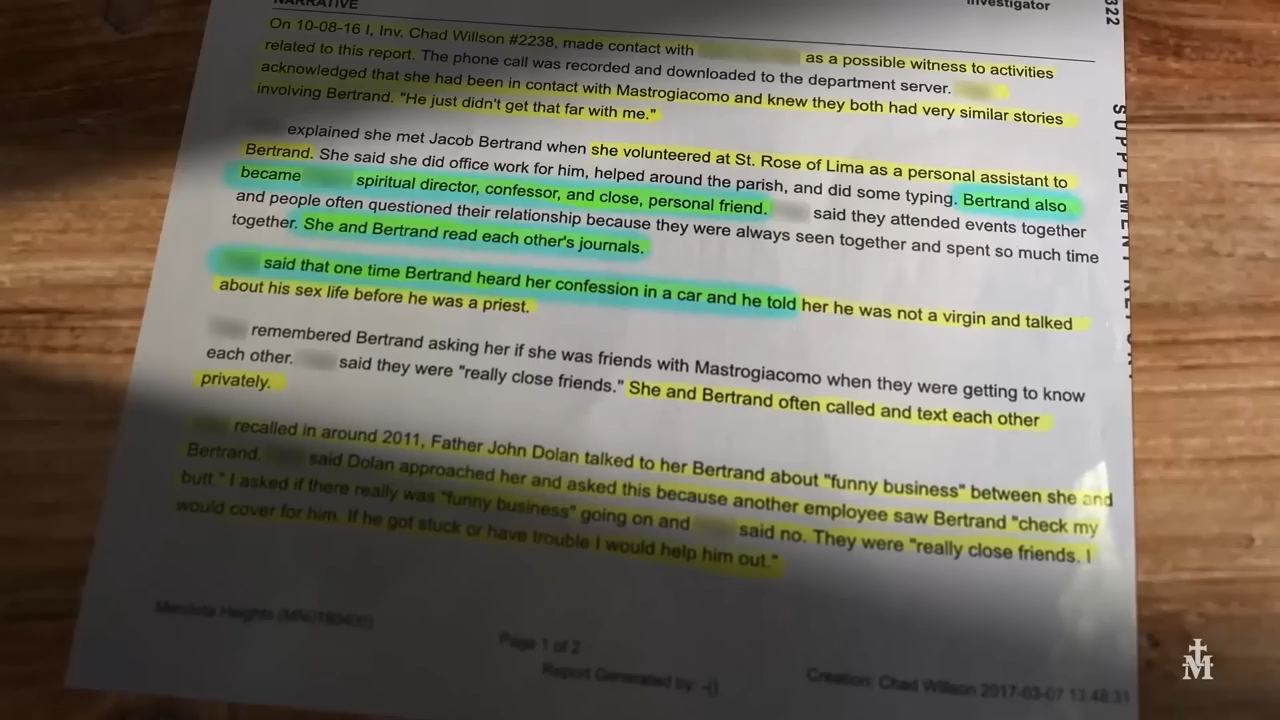 NARRATIVE
Investigator
322
On 10-08-16 I, Inv. Chad Willson #2238, made contact with as a possible witness to activities
related to this report. The phone call was recorded and downloaded to the department server.
acknowledged that she had been in contact with Mastrogiacomo and knew they both had very similar stories
involving Bertrand. "He just didn't get that far with me."
explained she met Jacob Bertrand when she volunteered at St. Rose of Lima as a personal assistant to
Bertrand. She said she did office work for him, helped around the parish, and did some typing. Bertrand also
became spiritual director, confessor, and close, personal friend. said they attended events together
and people often questioned their relationship because they were always seen together and spent so much time
together. She and Bertrand read each other's journals.
said that one time Bertrand heard her confession in a car and he told her he was not a virgin and talked
about his sex life before he was a priest.
remembered Bertrand asking her if she was friends with Mastrogiacomo when they were getting to know
each other. said they were "really close friends." She and Bertrand often called and text each other
privately.
recalled in around 2011, Father John Dolan talked to her Bertrand about "funny business" between she and
Bertrand. said Dolan approached her and asked this because another employee saw Bertrand "check my
butt." I asked if there really was "funny business" going on and said no. They were "really close friends. I
would cover for him. If he got stuck or have trouble I would help him out."
Mendota Heights (MN0190400)
Page 1 of 2
Report Generated by: -()
Creation: Chad Willson 2017-03-07 13:48:31
SUPPLEMENT
M